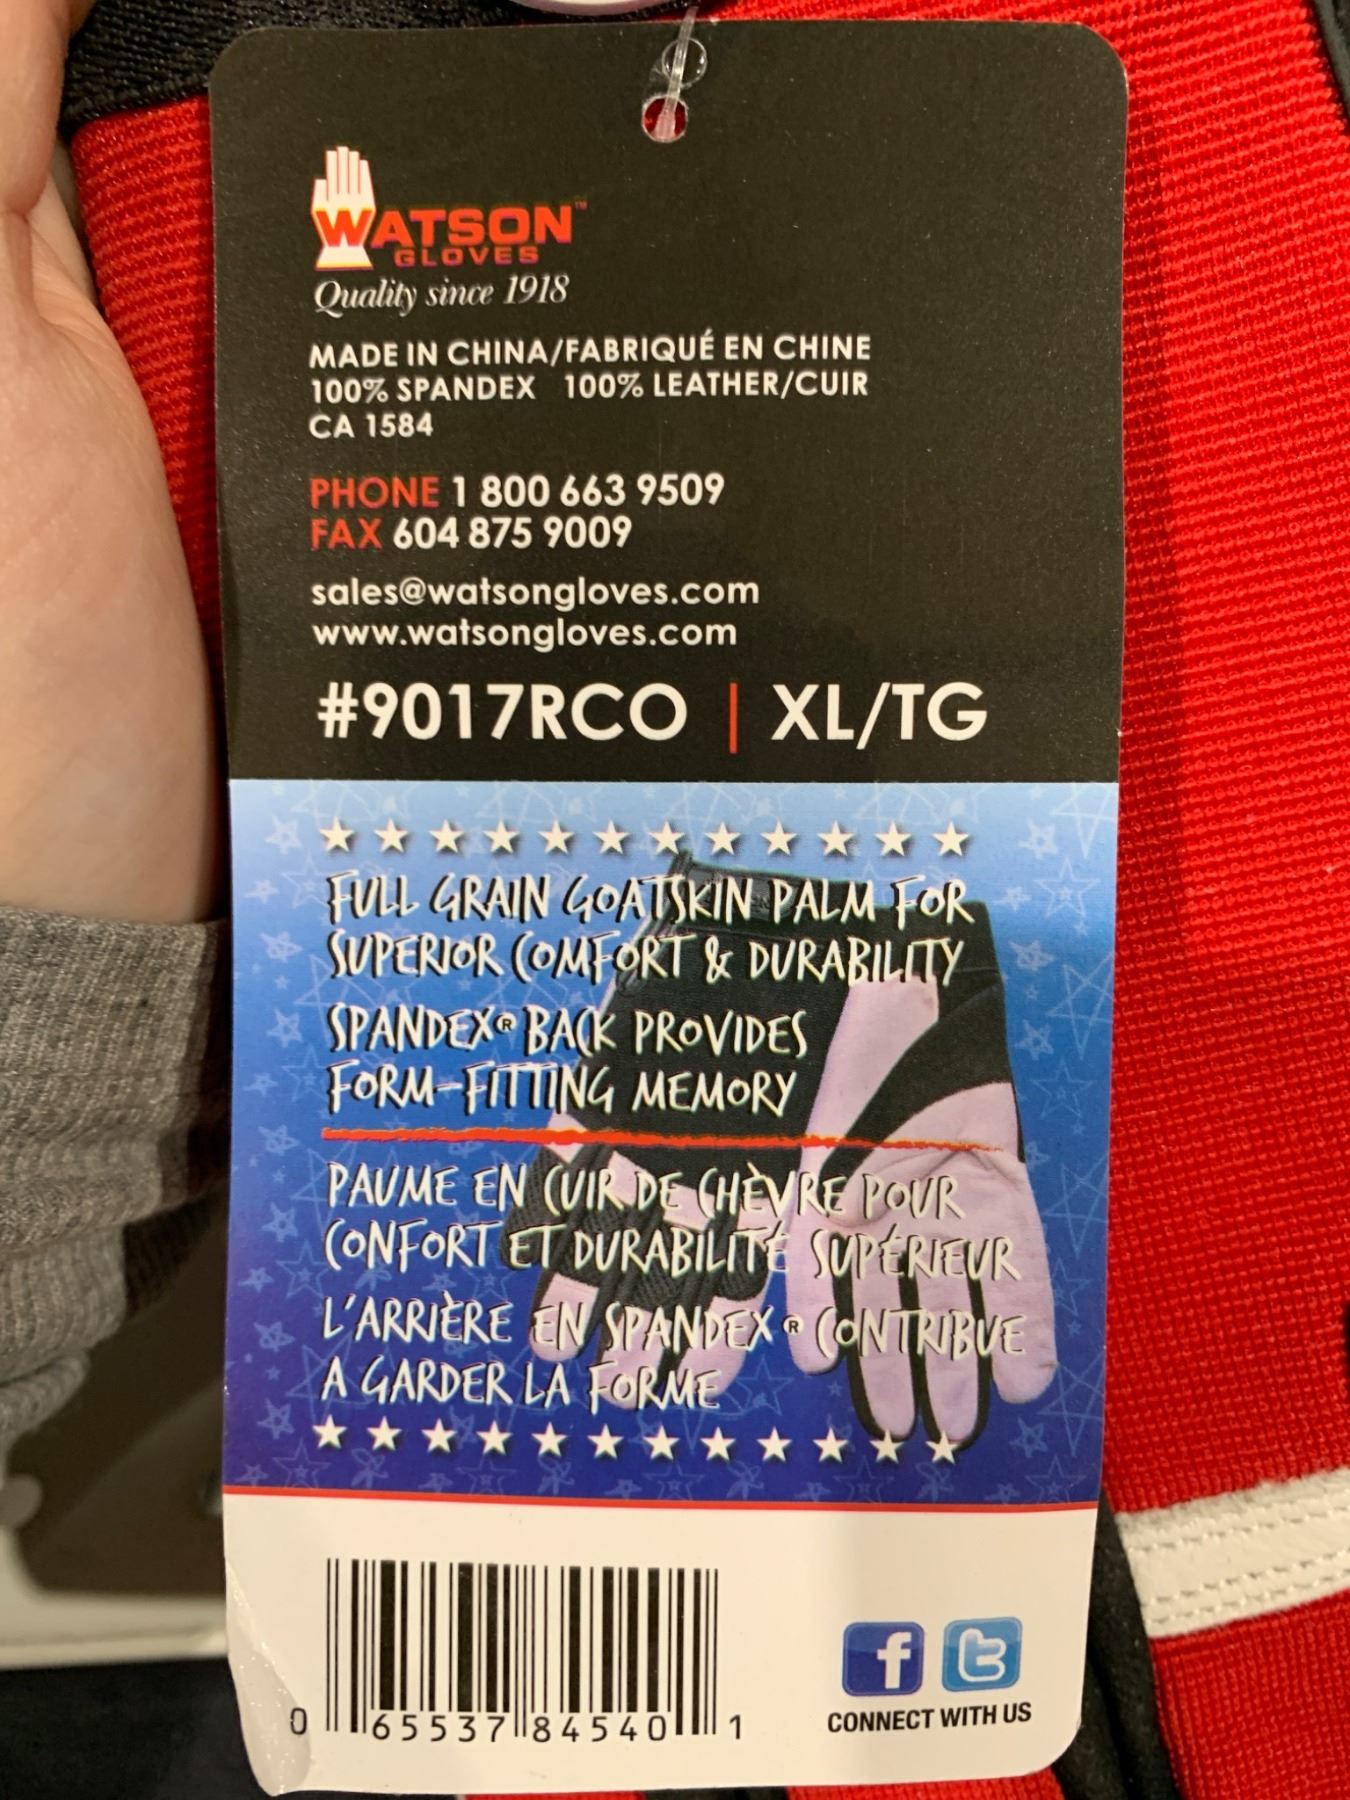 WATSON™
GLOVES
Quality since 1918
MADE IN CHINA/FABRIQUÉ EN CHINE
100% SPANDEX 100% LEATHER/CUIR
CA 1584
PHONE 1 800 663 9509
FAX 604 875 9009
sales@watsongloves.com
www.watsongloves.com
#9017RCO | XL/TG
FULL GRAIN GOATSKIN PALM FOR
SUPERIOR COMFORT & DURABILITY
SPANDEX® BACK PROVIDES
FORM-FITTING MEMORY
PAUME EN CUIR DE CHÈVRE POUR
CONFORT ET DURABILITÉ SUPÉRIEUR
L'ARRIÈRE EN SPANDEX® CONTRIBUE
A GARDER LA FORME
0 65537 84540 1
CONNECT WITH US